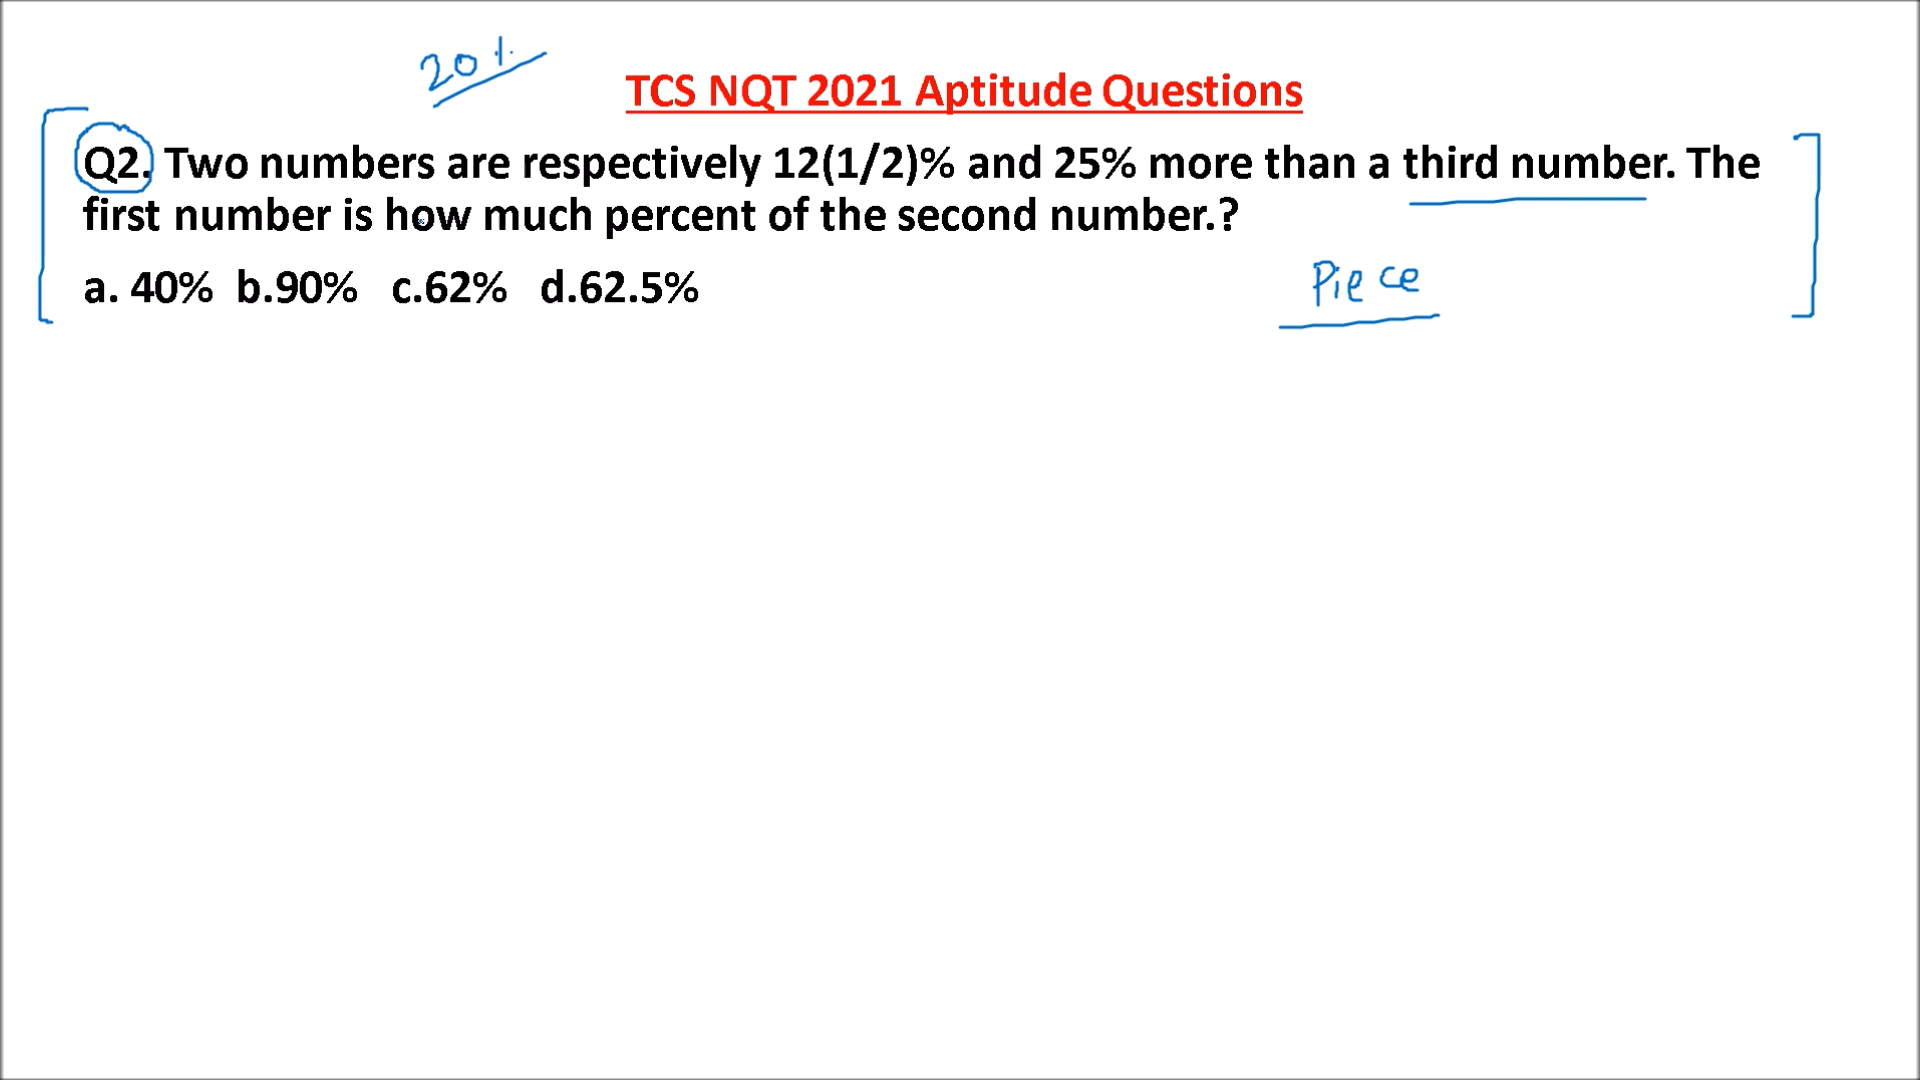 20%
TCS NQT 2021 Aptitude Questions
Q2. Two numbers are respectively 12(1/2)% and 25% more than a third number. The
first number is how much percent of the second number.?
a. 40% b.90% c.62% d.62.5%
Piece